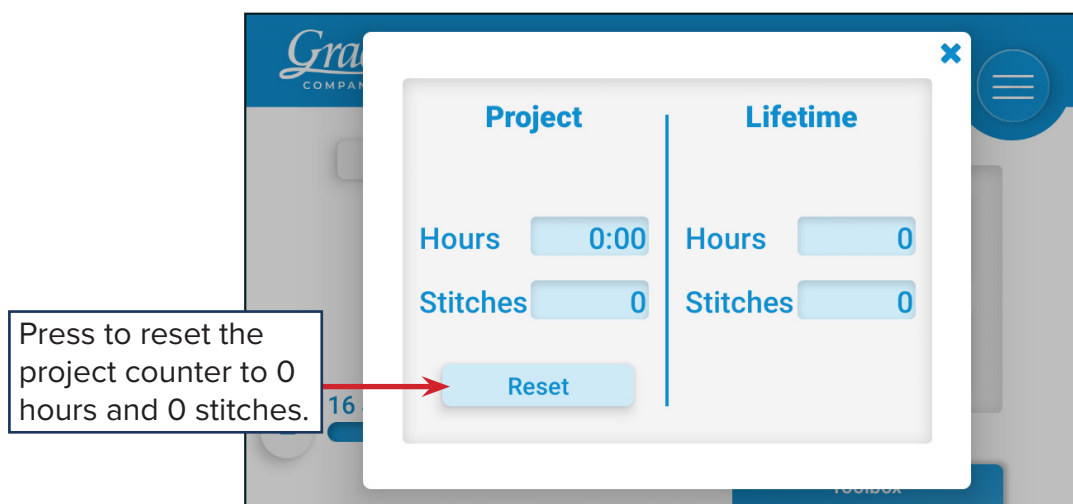 Project
Lifetime
Hours 0:00
Hours 0
Stitches 0
Stitches 0
Reset
Press to reset the
project counter to 0
hours and 0 stitches.
16